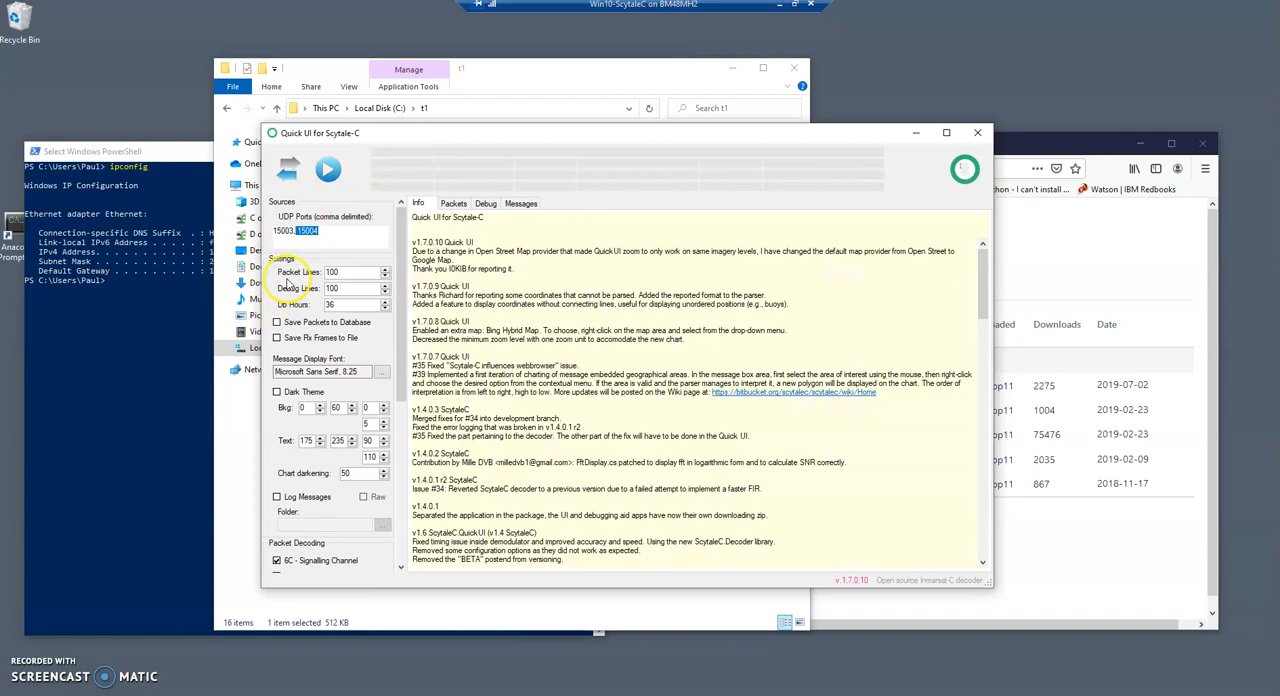 Win10-ScytaleC on BM48MH2
Recycle Bin
Manage
t1
File
Home
Share
View
Application Tools
This PC
Local Disk (C:)
t1
Search t1
Quick UI for Scytale-C
Select Windows PowerShell
PS C:\Users\Paul> ipconfig
Windows IP Configuration
Ethernet adapter Ethernet:
Connection-specific DNS Suffix . : h
Link-local IPv6 Address . . . . . : f
IPv4 Address. . . . . . . . . . . :
Subnet Mask . . . . . . . . . . . : 2
Default Gateway . . . . . . . . . : 1
PS C:\Users\Paul>
Sources
UDP Ports (comma delimited):
15003, 15004
Settings
Packet Lines: 100
Debug Lines: 100
Db Hours: 36
Save Packets to Database
Save Rx Frames to File
Message Display Font:
Microsoft Sans Serif, 8.25
...
Dark Theme
Bkg: 0 60 0
5
Text: 175 235 90
110
Chart darkening: 50
Log Messages
Raw
Folder:
...
Packet Decoding
6C - Signalling Channel
Info
Packets
Debug
Messages
Quick UI for Scytale-C
v1.7.0.10 Quick UI
Due to a change in Open Street Map provider that made QuickUI zoom to only work on same imagery levels, I have changed the default map provider from Open Street to
Google Map.
Thank you I0KIB for reporting it.
v1.7.0.9 Quick UI
Thanks Richard for reporting some coordinates that cannot be parsed. Added the reported format to the parser.
Added a feature to display coordinates without connecting lines, useful for displaying unordered positions (e.g., buoys).
v1.7.0.8 Quick UI
Enabled an extra map: Bing Hybrid Map. To choose, right-click on the map area and select from the drop-down menu.
Decreased the minimum zoom level with one zoom unit to accomodate the new chart.
v1.7.0.7 Quick UI
#35 Fixed "Scytale-C influences webbrowser" issue.
#39 Implemented a first iteration of charting of message embedded geographical areas. In the message box area, first select the area of interest using the mouse, then right-click
and choose the desired option from the contextual menu. If the area is valid and the parser manages to interpret it, a new polygon will be displayed on the chart. The order of
interpretation is from left to right, high to low. More updates will be posted on the Wiki page at: https://bitbucket.org/scytalec/scytalec/wiki/Home
v1.4.0.3 ScytaleC
Merged fixes for #34 into development branch.
Fixed the error logging that was broken in v1.4.0.1 r2
#35 Fixed the part pertaining to the decoder. The other part of the fix will have to be done in the Quick UI.
v1.4.0.2 ScytaleC
Contribution by Mille DVB <milledvb1@gmail.com>: FftDisplay.cs patched to display fft in logarithmic form and to calculate SNR correctly.
v1.4.0.1 r2 ScytaleC
Issue #34: Reverted ScytaleC decoder to a previous version due to a failed attempt to implement a faster FIR.
v1.4.0.1
Separated the application in the package, the UI and debugging aid apps have now their own downloading zip.
v1.6 ScytaleC.QuickUI (v1.4 ScytaleC)
Fixed timing issue inside demodulator and improved accuracy and speed. Using the new ScytaleC.Decoder library.
Removed some configuration options as they did not work as expected.
Removed the "BETA" postend from versioning.
v.1.7.0.10
Open source Inmarsat-C decoder
16 items
1 item selected 512 KB
on - I can't install ...
Watson | IBM Redbooks
aded
Downloads
Date
op11 2275 2019-07-02
op11 1004 2019-02-23
op11 75476 2019-02-23
op11 2035 2019-02-09
op11 867 2018-11-17
RECORDED WITH
SCREENCAST MATIC